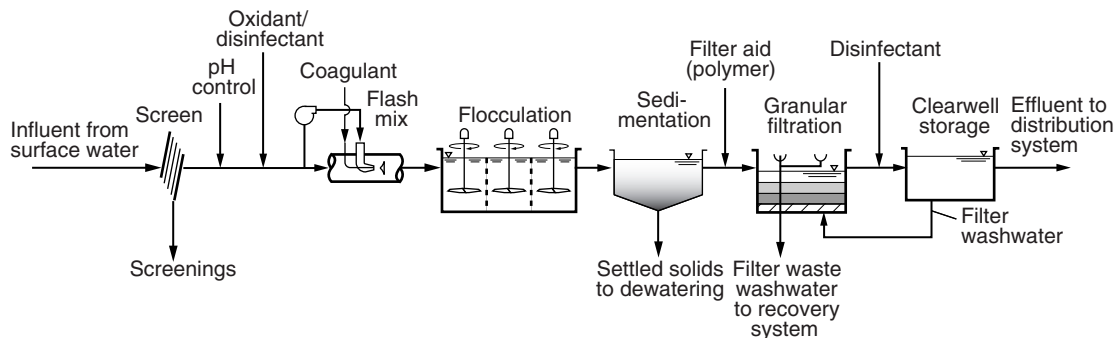 Oxidant/
disinfectant
pH
control
Coagulant
Flash
mix
Screen
Influent from
surface water
Screenings
Flocculation
Sedi-
mentation
Settled solids
to dewatering
Filter aid
(polymer)
Granular
filtration
Filter waste
washwater
to recovery
system
Disinfectant
Clearwell
storage
Filter
washwater
Effluent to
distribution
system